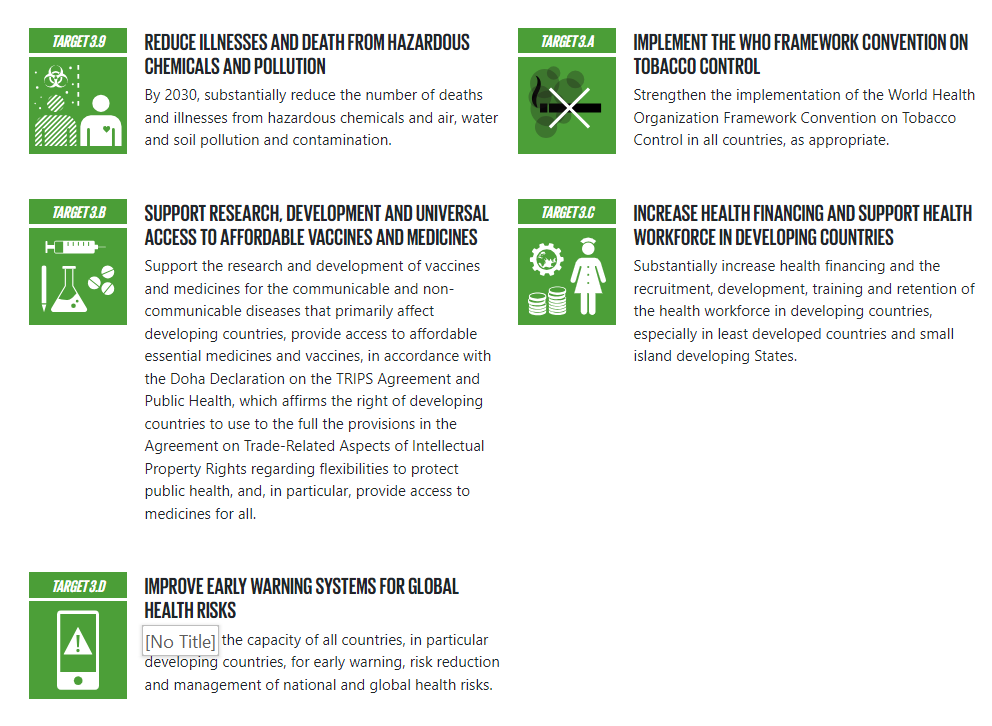 TARGET 3.9
REDUCE ILLNESSES AND DEATH FROM HAZARDOUS
CHEMICALS AND POLLUTION
By 2030, substantially reduce the number of deaths
and illnesses from hazardous chemicals and air, water
and soil pollution and contamination.
TARGET 3.A
IMPLEMENT THE WHO FRAMEWORK CONVENTION ON
TOBACCO CONTROL
Strengthen the implementation of the World Health
Organization Framework Convention on Tobacco
Control in all countries, as appropriate.
TARGET 3.B
SUPPORT RESEARCH, DEVELOPMENT AND UNIVERSAL
ACCESS TO AFFORDABLE VACCINES AND MEDICINES
Support the research and development of vaccines
and medicines for the communicable and non-
communicable diseases that primarily affect
developing countries, provide access to affordable
essential medicines and vaccines, in accordance with
the Doha Declaration on the TRIPS Agreement and
Public Health, which affirms the right of developing
countries to use to the full the provisions in the
Agreement on Trade-Related Aspects of Intellectual
Property Rights regarding flexibilities to protect
public health, and, in particular, provide access to
medicines for all.
TARGET 3.C
INCREASE HEALTH FINANCING AND SUPPORT HEALTH
WORKFORCE IN DEVELOPING COUNTRIES
Substantially increase health financing and the
recruitment, development, training and retention of
the health workforce in developing countries,
especially in least developed countries and small
island developing States.
TARGET 3.D
IMPROVE EARLY WARNING SYSTEMS FOR GLOBAL
HEALTH RISKS
[No Title] the capacity of all countries, in particular
developing countries, for early warning, risk reduction
and management of national and global health risks.